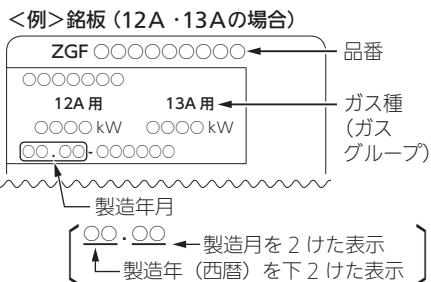 <例>銘板(12A・13Aの場合)
ZGF ○○○○○○○○○
品番
○○○○○○○
12A用 13A用
ガス種
(ガス
グループ)
○○○○kW ○○○○kW
○○.○○-○○○○○○
製造年月
○○.○○
製造月を2けた表示
製造年(西暦)を下2けた表示